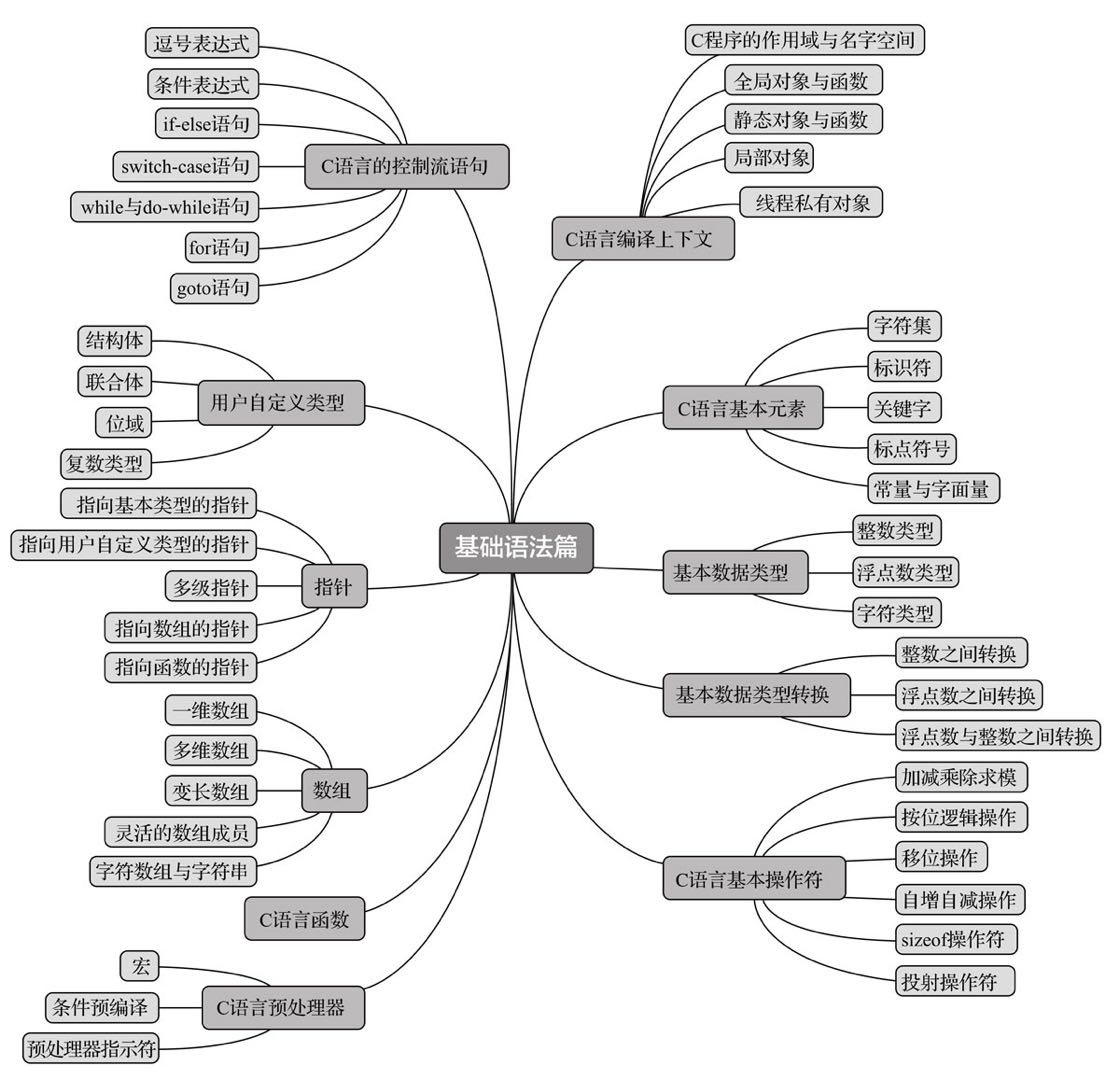 基础语法篇
C语言的控制流语句
逗号表达式
条件表达式
if-else语句
switch-case语句
while与do-while语句
for语句
goto语句
用户自定义类型
结构体
联合体
位域
复数类型
指针
指向基本类型的指针
指向用户自定义类型的指针
多级指针
指向数组的指针
指向函数的指针
数组
一维数组
多维数组
变长数组
灵活的数组成员
字符数组与字符串
C语言函数
C语言预处理器
宏
条件预编译
预处理器指示符
C语言编译上下文
C程序的作用域与名字空间
全局对象与函数
静态对象与函数
局部对象
线程私有对象
C语言基本元素
字符集
标识符
关键字
标点符号
常量与字面量
基本数据类型
整数类型
浮点数类型
字符类型
基本数据类型转换
整数之间转换
浮点数之间转换
浮点数与整数之间转换
C语言基本操作符
加减乘除求模
按位逻辑操作
移位操作
自增自减操作
sizeof操作符
投射操作符